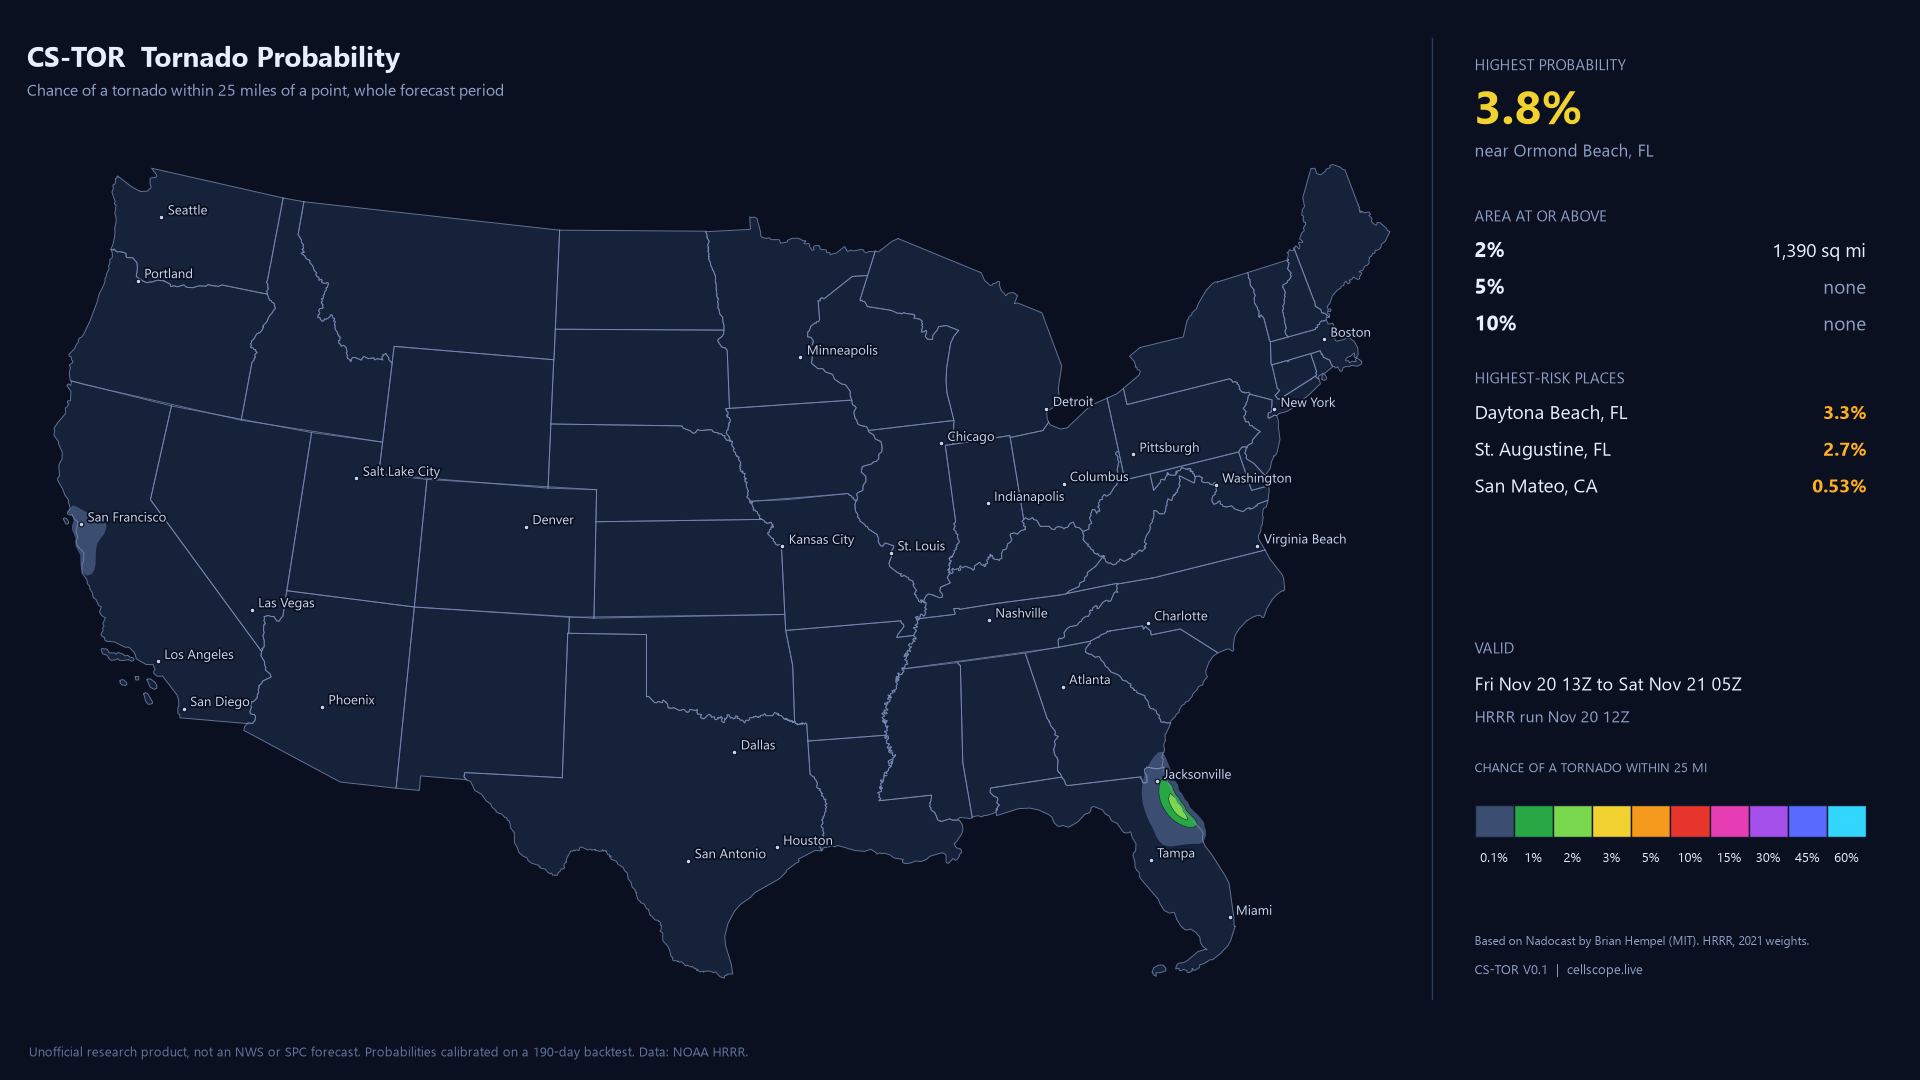 CS-TOR  Tornado Probability
Chance of a tornado within 25 miles of a point, whole forecast period
Seattle
Portland
Minneapolis
Boston
Detroit
New York
Chicago
Pittsburgh
Salt Lake City
Columbus
Washington
Indianapolis
San Francisco
Denver
Kansas City
St. Louis
Virginia Beach
Las Vegas
Nashville
Charlotte
Los Angeles
Atlanta
San Diego
Phoenix
Dallas
Jacksonville
Houston
San Antonio
Tampa
Miami
HIGHEST PROBABILITY
3.8%
near Ormond Beach, FL
AREA AT OR ABOVE
2% 1,390 sq mi
5% none
10% none
HIGHEST-RISK PLACES
Daytona Beach, FL 3.3%
St. Augustine, FL 2.7%
San Mateo, CA 0.53%
VALID
Fri Nov 20 13Z to Sat Nov 21 05Z
HRRR run Nov 20 12Z
CHANCE OF A TORNADO WITHIN 25 MI
0.1% 1% 2% 3% 5% 10% 15% 30% 45% 60%
Based on Nadocast by Brian Hempel (MIT). HRRR, 2021 weights.
CS-TOR V0.1 | cellscope.live
Unofficial research product, not an NWS or SPC forecast. Probabilities calibrated on a 190-day backtest. Data: NOAA HRRR.